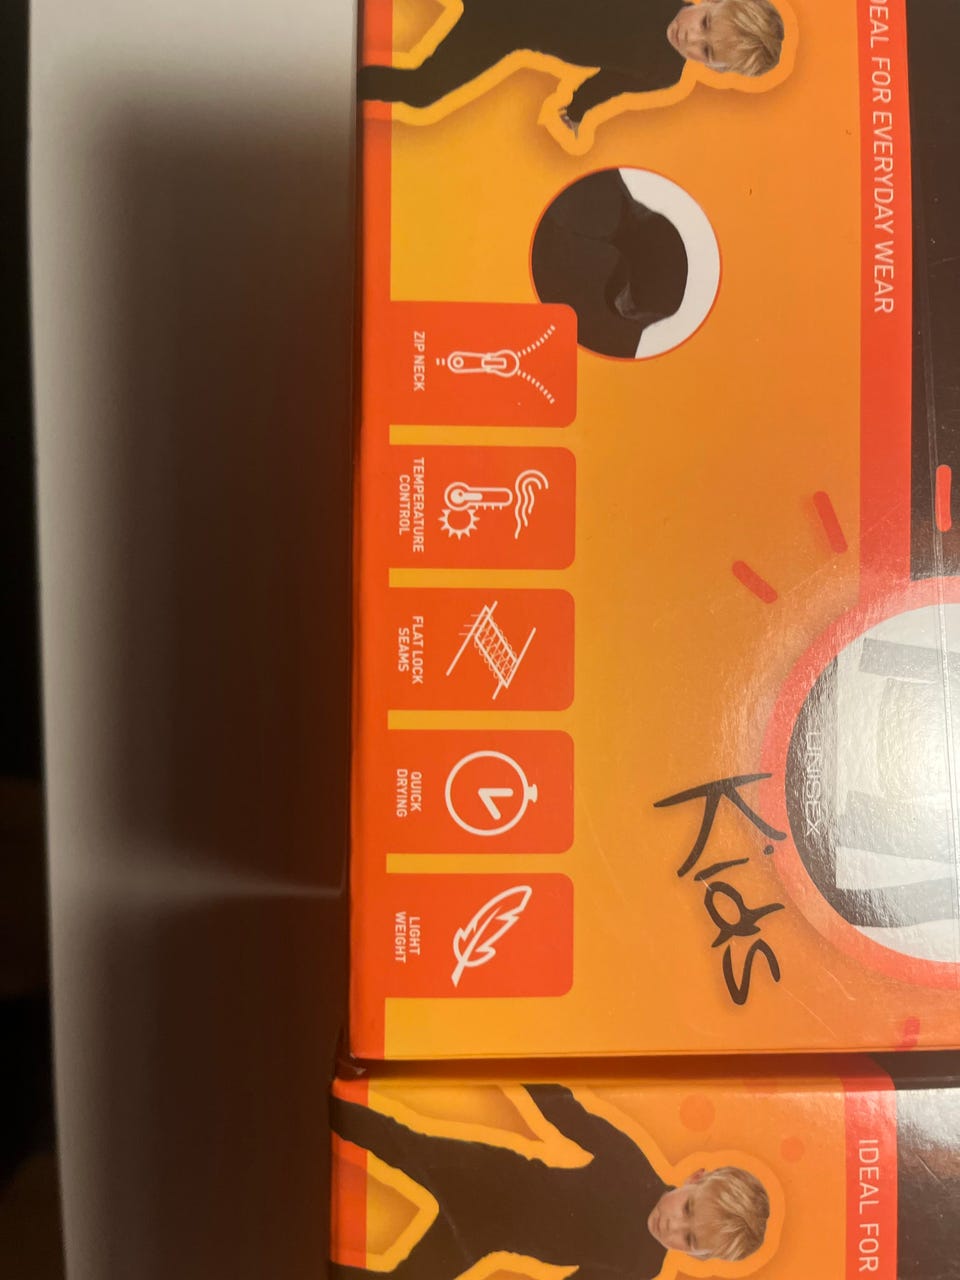 IDEAL FOR EVERYDAY WEAR
ZIP NECK
TEMPERATURE
CONTROL
FLAT LOCK
SEAMS
QUICK
DRYING
LIGHT
WEIGHT
UNISEX
Kids
IDEAL FOR